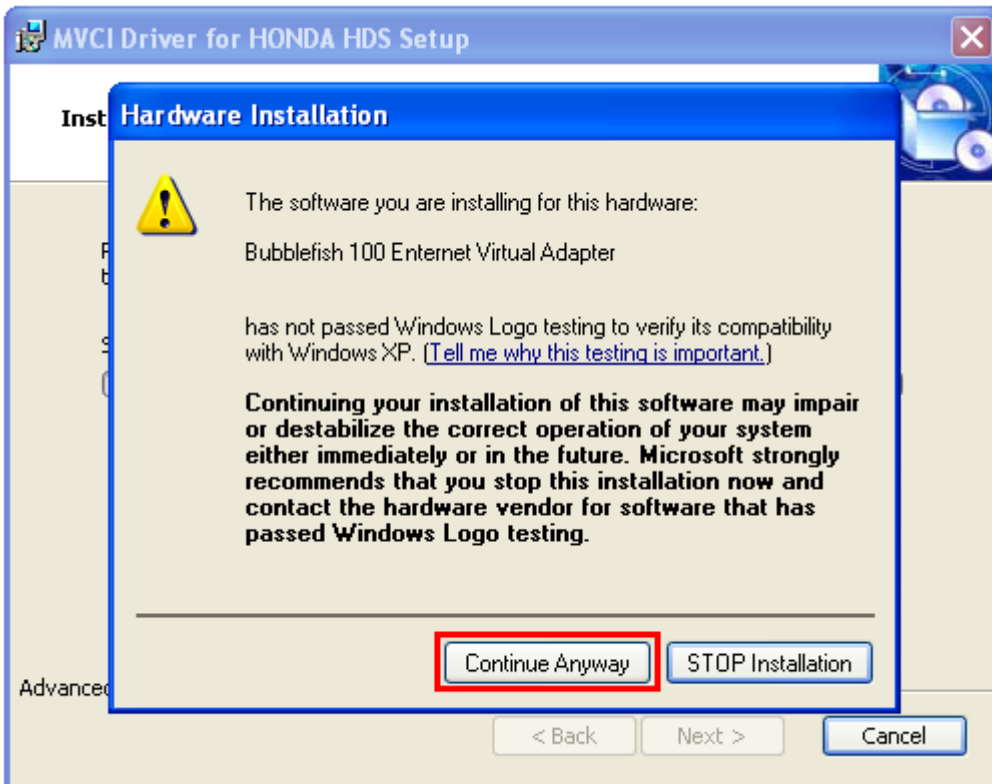 MVCI Driver for HONDA HDS Setup
Inst
Hardware Installation
The software you are installing for this hardware:
Bubblefish 100 Enternet Virtual Adapter
has not passed Windows Logo testing to verify its compatibility
with Windows XP. (Tell me why this testing is important.)
Continuing your installation of this software may impair
or destabilize the correct operation of your system
either immediately or in the future. Microsoft strongly
recommends that you stop this installation now and
contact the hardware vendor for software that has
passed Windows Logo testing.
Continue Anyway
STOP Installation
Advanced
< Back
Next >
Cancel